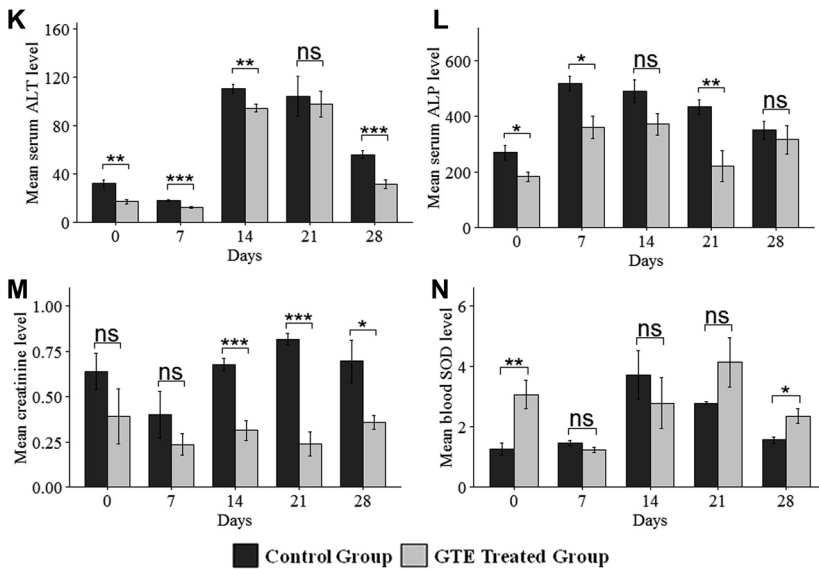 K
Mean serum ALT level
160
120
80
40
0
** *** ** ns ***
0 7 14 21 28
Days
L
Mean serum ALP level
600
400
200
0
* * ns ** ns
0 7 14 21 28
Days
M
Mean creatinine level
1.00
0.75
0.50
0.25
0.00
ns ns *** *** *
0 7 14 21 28
Days
N
Mean blood SOD level
6
4
2
0
** ns ns ns *
0 7 14 21 28
Days
Control Group GTE Treated Group